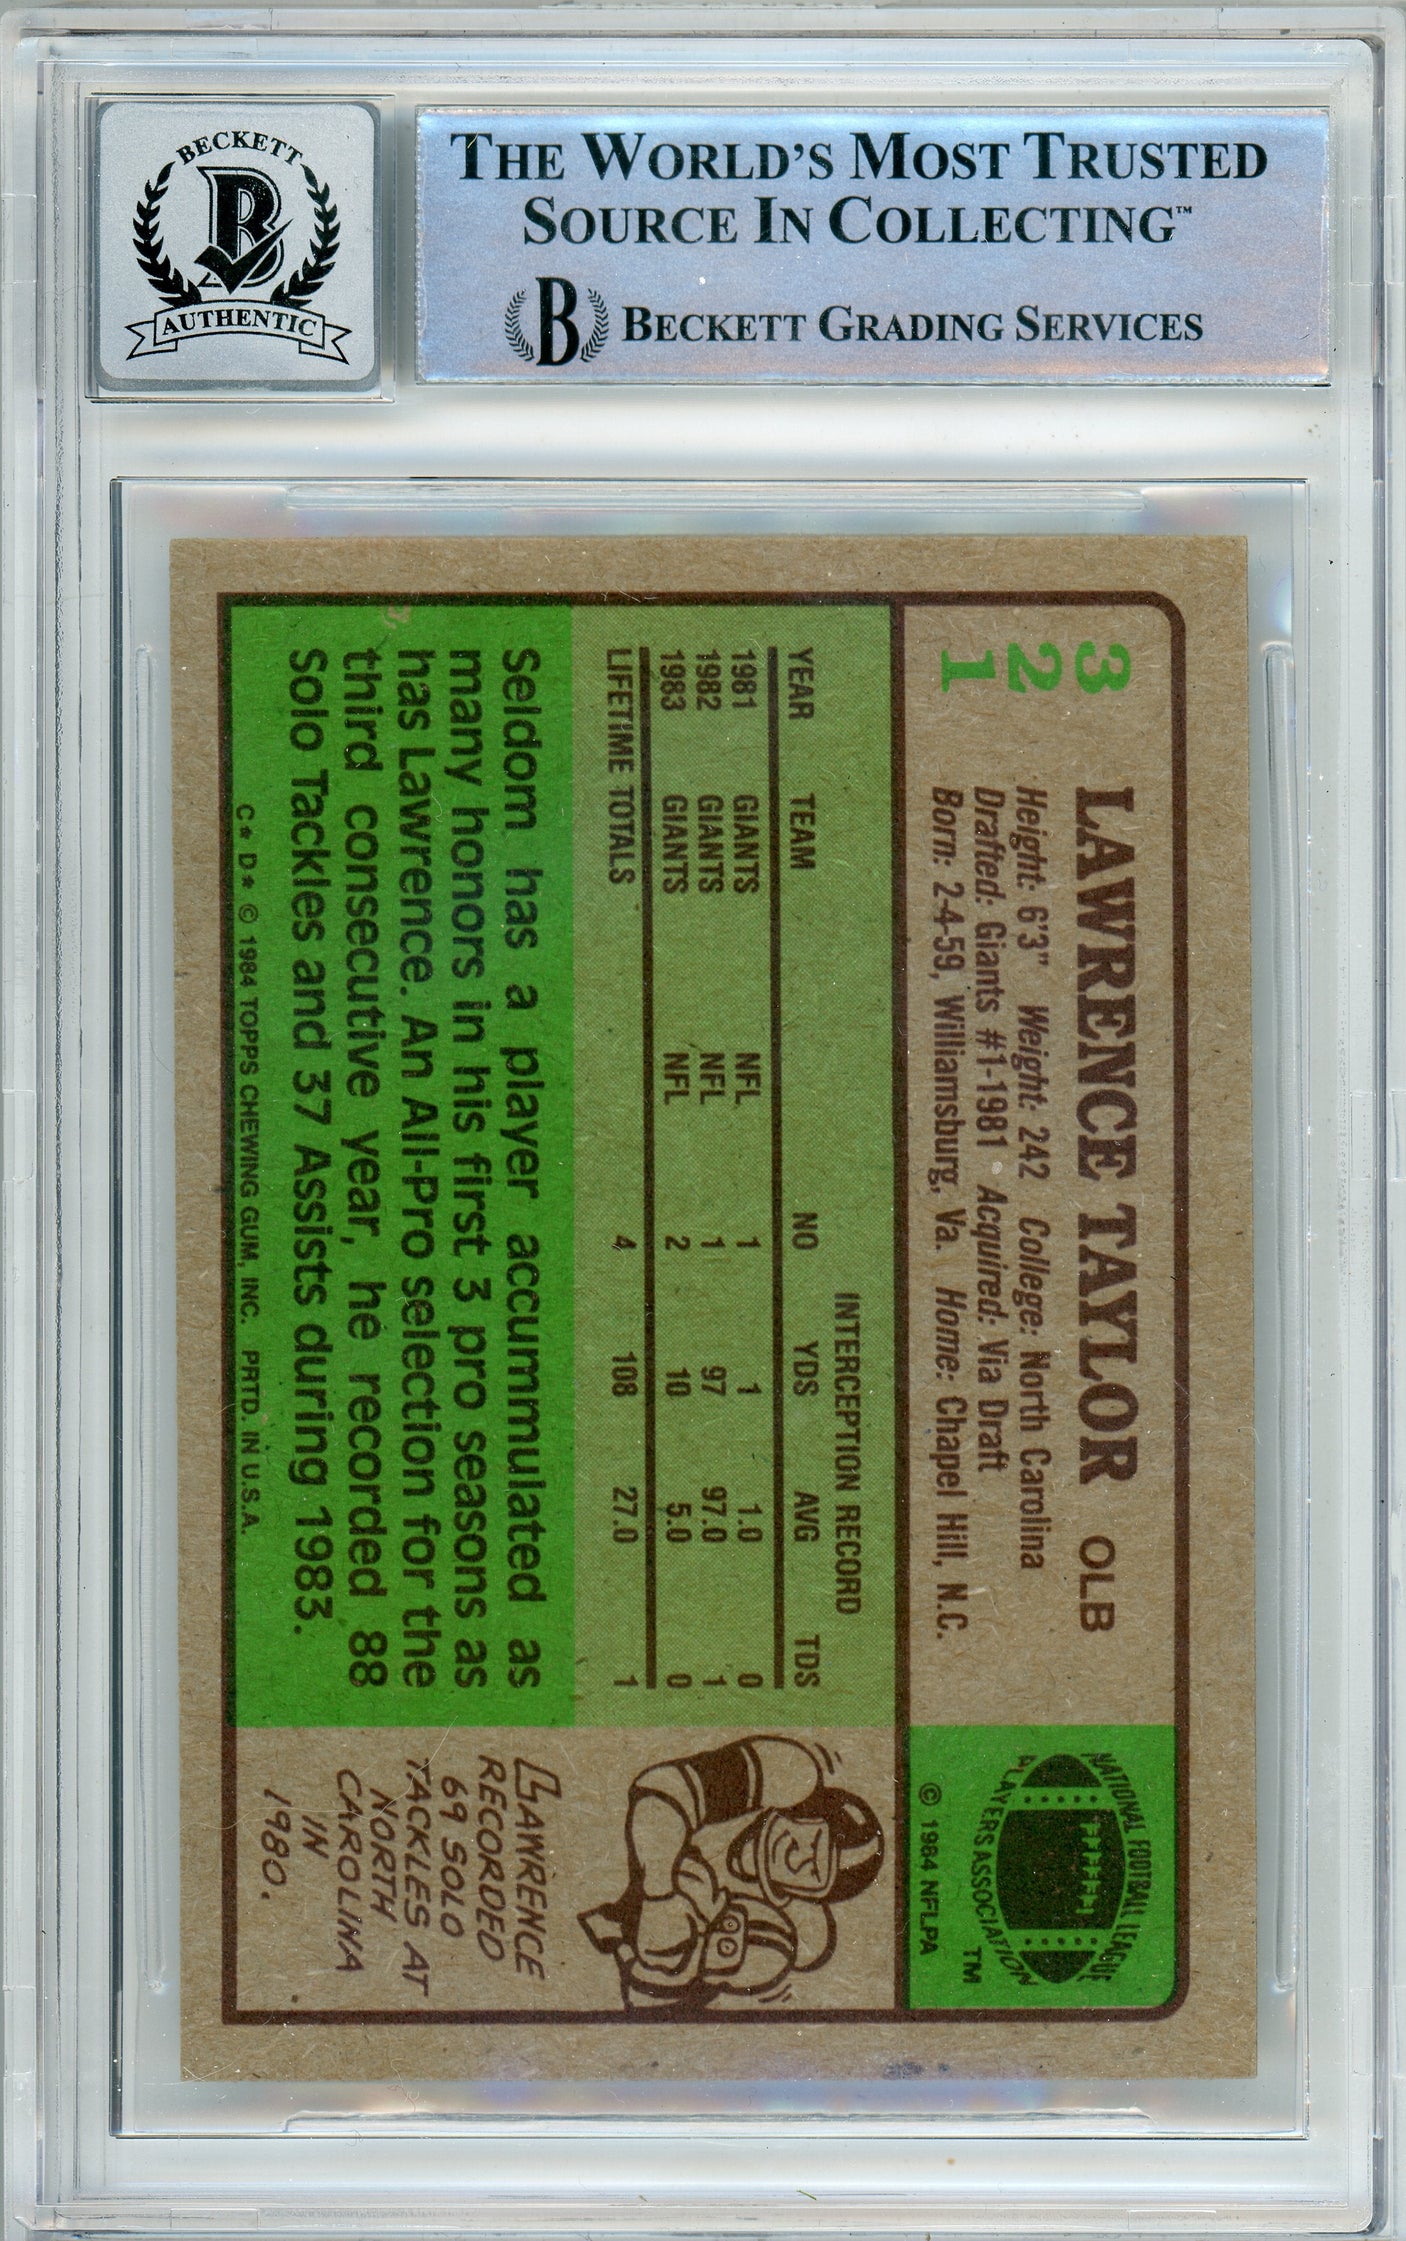 BECKETT
B
AUTHENTIC
THE WORLD'S MOST TRUSTED
SOURCE IN COLLECTING™
B BECKETT GRADING SERVICES
321
LAWRENCE TAYLOR OLB
Height: 6'3" Weight: 242 College: North Carolina
Drafted: Giants #1-1981 Acquired: Via Draft
Born: 2-4-59, Williamsburg, Va. Home: Chapel Hill, N.C.
NATIONAL FOOTBALL LEAGUE
PLAYERS ASSOCIATION
TM
© 1984 NFLPA
INTERCEPTION RECORD
YEAR TEAM NO YDS AVG TDS
1981 GIANTS NFL 1 1 1.0 0
1982 GIANTS NFL 1 97 97.0 1
1983 GIANTS NFL 2 10 5.0 0
LIFETIME TOTALS 4 108 27.0 1
Seldom has a player accummulated as
many honors in his first 3 pro seasons as
has Lawrence. An All-Pro selection for the
third consecutive year, he recorded 88
Solo Tackles and 37 Assists during 1983.
C* D* © 1984 TOPPS CHEWING GUM, INC. PRTD. IN U.S.A.
LAWRENCE
RECORDED
69 SOLO
TACKLES AT
NORTH
CAROLINA
IN
1980.